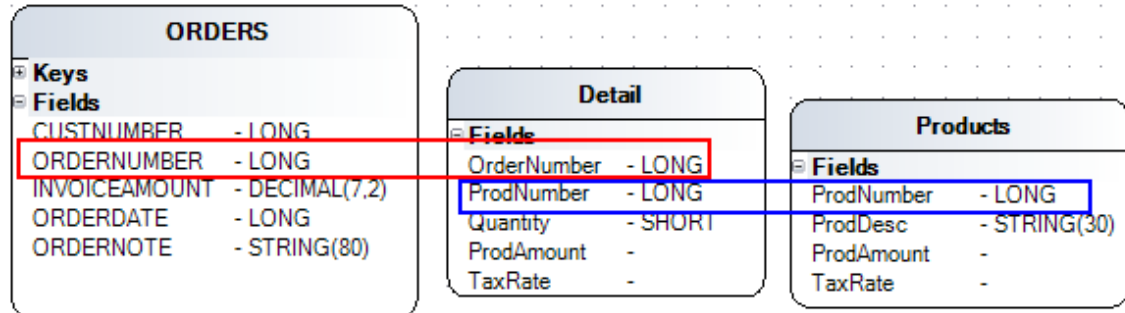 ORDERS
Keys
Fields
CUSTNUMBER - LONG
ORDERNUMBER - LONG
INVOICEAMOUNT - DECIMAL(7,2)
ORDERDATE - LONG
ORDERNOTE - STRING(80)
Detail
Fields
OrderNumber - LONG
ProdNumber - LONG
Quantity - SHORT
ProdAmount -
TaxRate -
Products
Fields
ProdNumber - LONG
ProdDesc - STRING(30)
ProdAmount -
TaxRate -